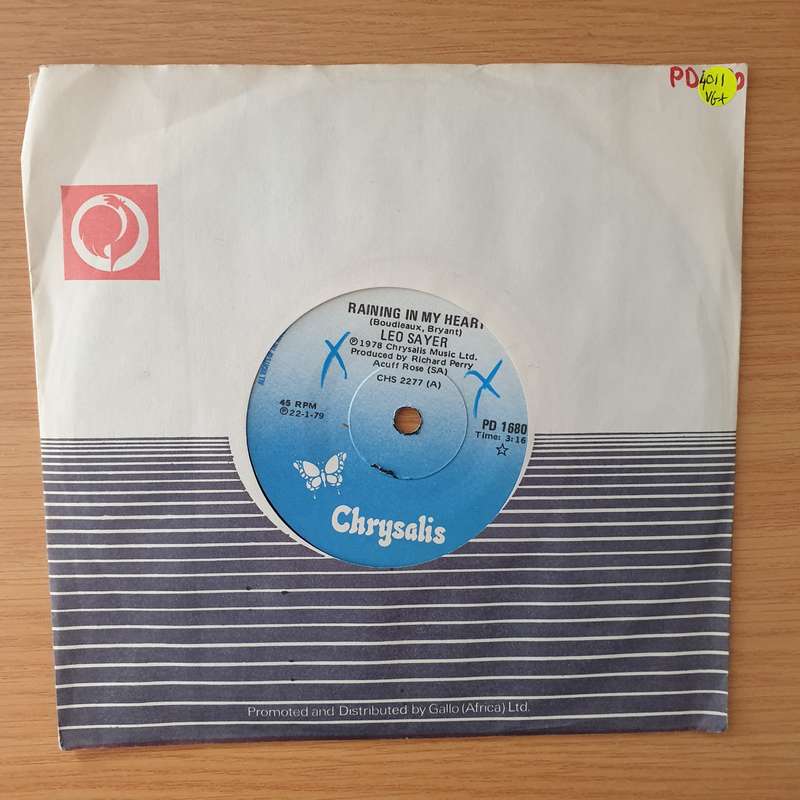 PD
4011
VG+
RAINING IN MY HEART
(Boudleaux, Bryant)
LEO SAYER
℗1978 Chrysalis Music Ltd.
Produced by Richard Perry
Acuff Rose (SA)
CHS 2277 (A)
45 RPM
℗22-1-79
PD 1680
Time: 3:16
Chrysalis
Promoted and Distributed by Gallo (Africa) Ltd.